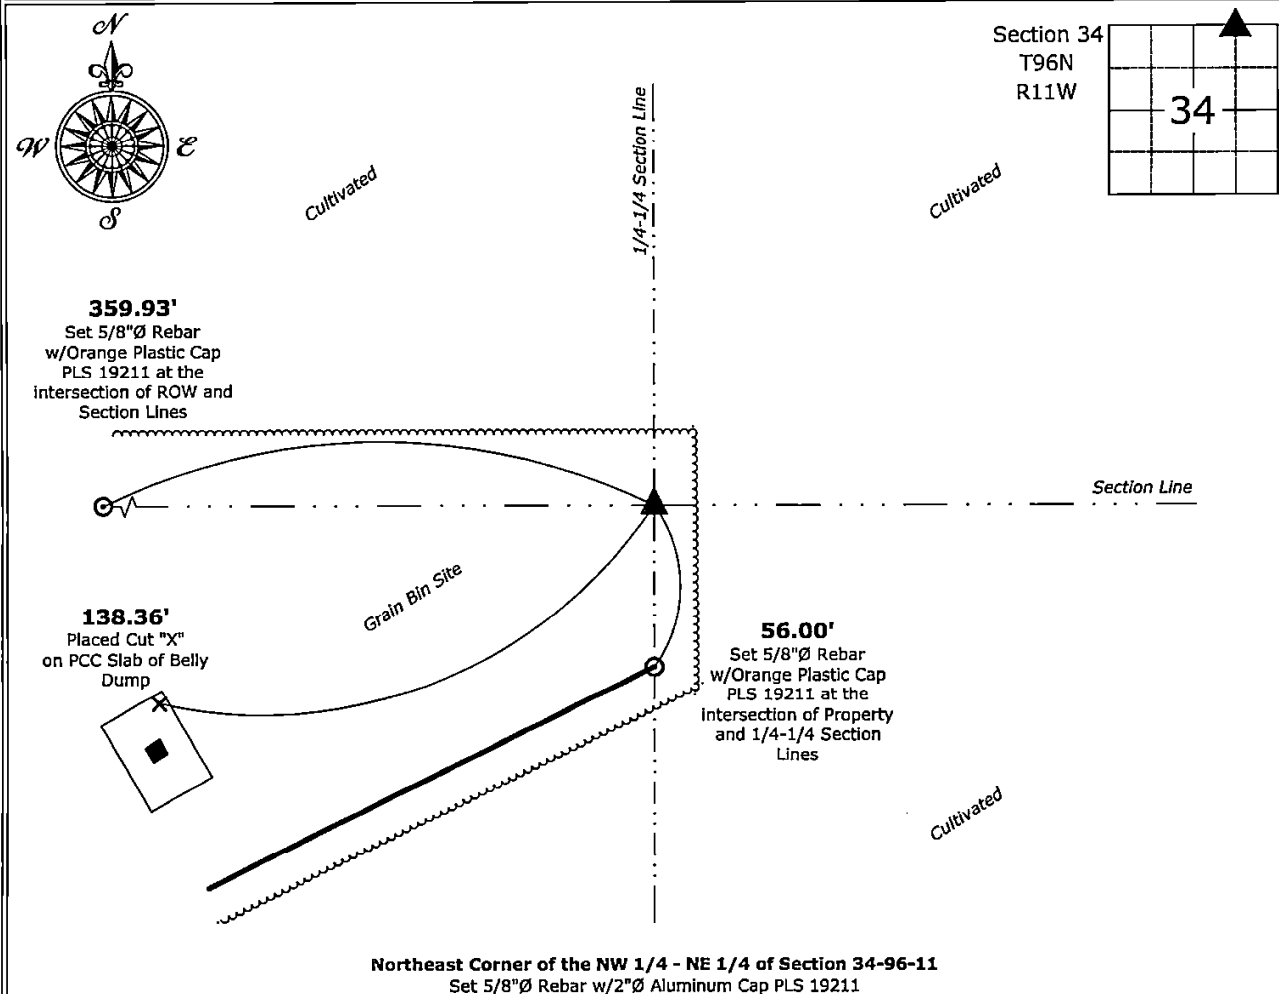 N
W
E
S
Section 34
T96N
R11W
34
1/4-1/4 Section Line
Cultivated
Cultivated
359.93'
Set 5/8"Ø Rebar
w/Orange Plastic Cap
PLS 19211 at the
intersection of ROW and
Section Lines
Section Line
Grain Bin Site
138.36'
Placed Cut "X"
on PCC Slab of Belly
Dump
56.00'
Set 5/8"Ø Rebar
w/Orange Plastic Cap
PLS 19211 at the
intersection of Property
and 1/4-1/4 Section
Lines
Cultivated
Northeast Corner of the NW 1/4 - NE 1/4 of Section 34-96-11
Set 5/8"Ø Rebar w/2"Ø Aluminum Cap PLS 19211